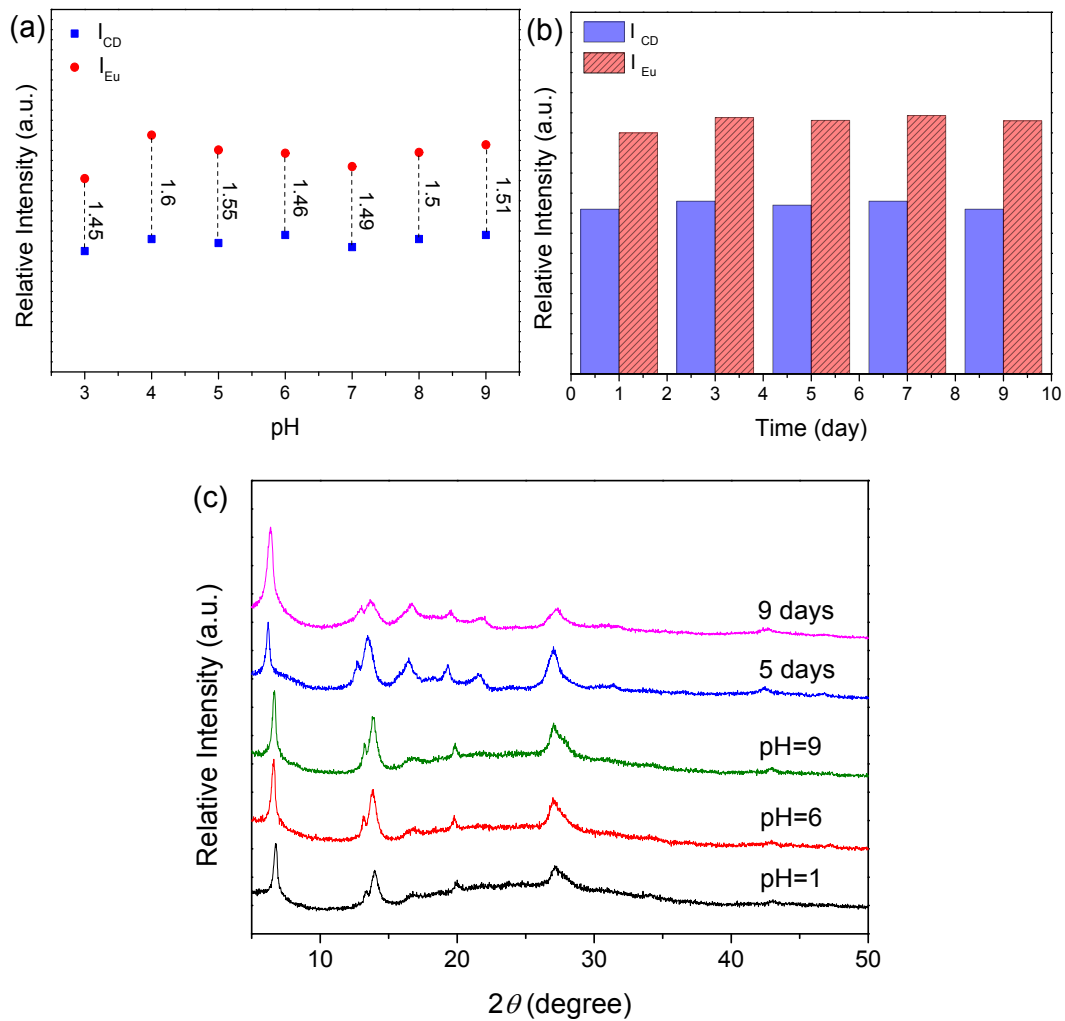 (a)
I CD
I Eu
Relative Intensity (a.u.)
1.45
1.6
1.55
1.46
1.49
1.5
1.51
3 4 5 6 7 8 9
pH
(b)
I CD
I Eu
Relative Intensity (a.u.)
0 1 2 3 4 5 6 7 8 9 10
Time (day)
(c)
Relative Intensity (a.u.)
9 days
5 days
pH=9
pH=6
pH=1
10 20 30 40 50
2θ (degree)